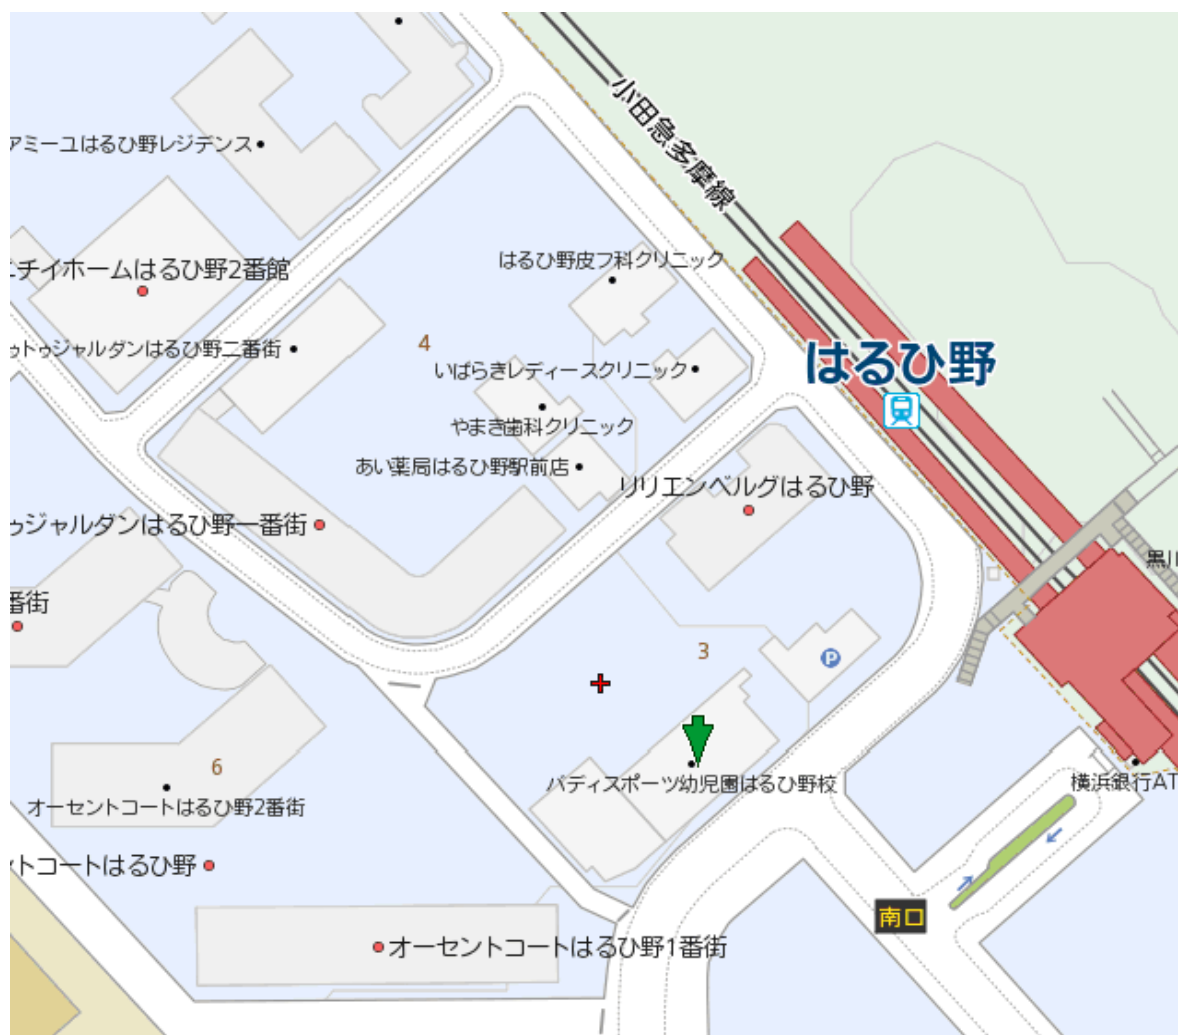 小田急多摩線
アミーユはるひ野レジデンス
はるひ野皮フ科クリニック
チイホームはるひ野2番館
4
トゥジャルダンはるひ野二番街
いばらきレディースクリニック
はるひ野
やまき歯科クリニック
あい薬局はるひ野駅前店
リリエンベルグはるひ野
ゥジャルダンはるひ野一番街
黒川
番街
3
P
6
バディスポーツ幼児園はるひ野校
横浜銀行AT
オーセントコートはるひ野2番街
ントコートはるひ野
南口
オーセントコートはるひ野1番街